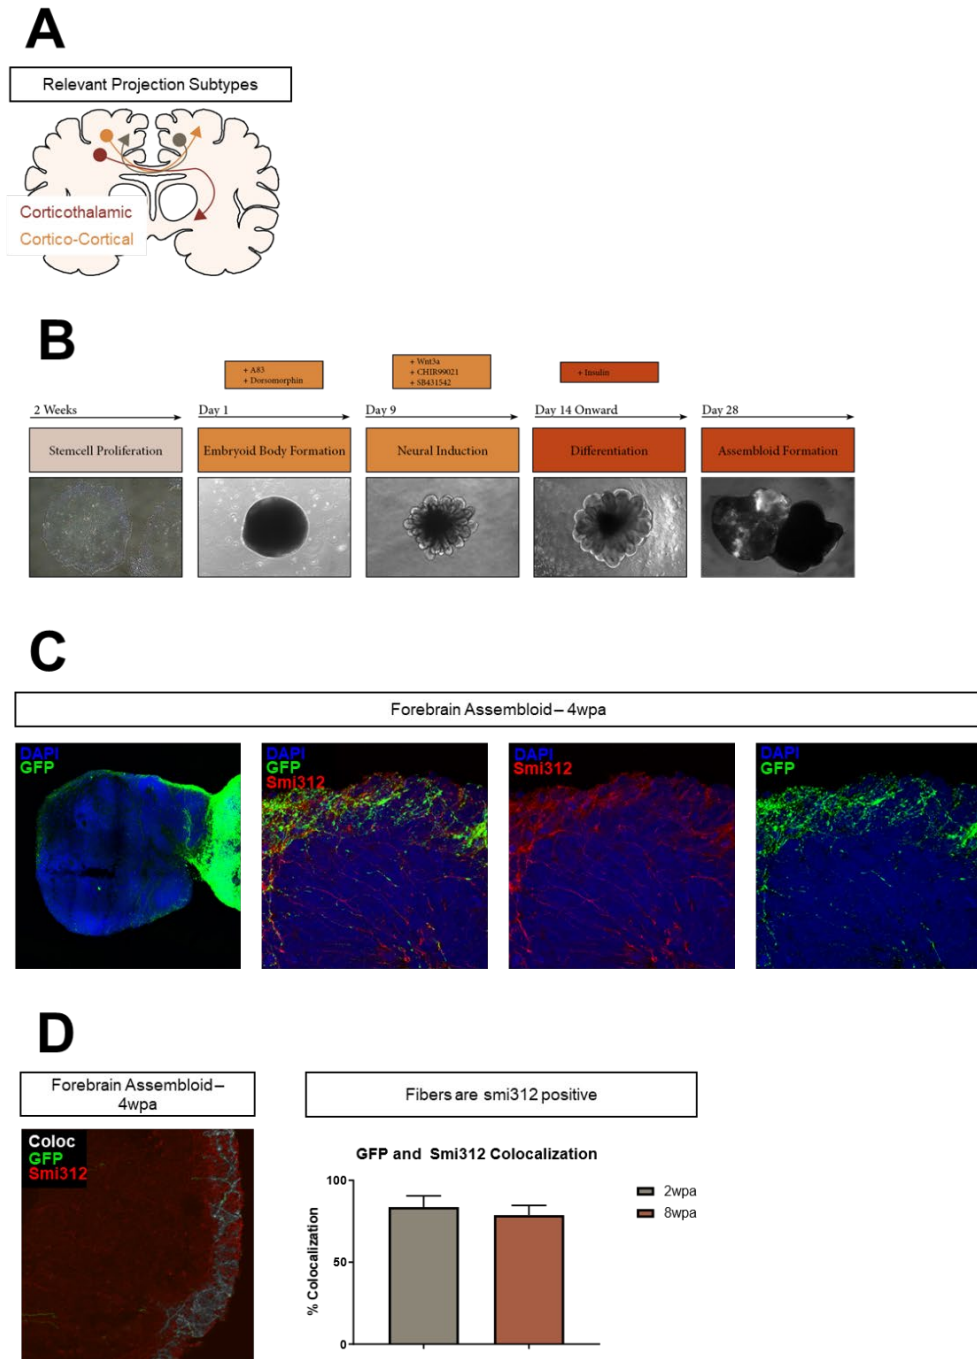 A
Relevant Projection Subtypes
Corticothalamic
Cortico-Cortical
B
+ A83
+ Dorsomorphin
+ Wnt3a
+ CHIR99021
+ SB431542
+ Insulin
2 Weeks
Day 1
Day 9
Day 14 Onward
Day 28
Stemcell Proliferation
Embryoid Body Formation
Neural Induction
Differentiation
Assembloid Formation
C
Forebrain Assembloid – 4wpa
DAPI
GFP
DAPI
GFP
Smi312
DAPI
Smi312
DAPI
GFP
D
Forebrain Assembloid –
4wpa
Coloc
GFP
Smi312
Fibers are smi312 positive
GFP and Smi312 Colocalization
% Colocalization
100
50
0
2wpa
8wpa